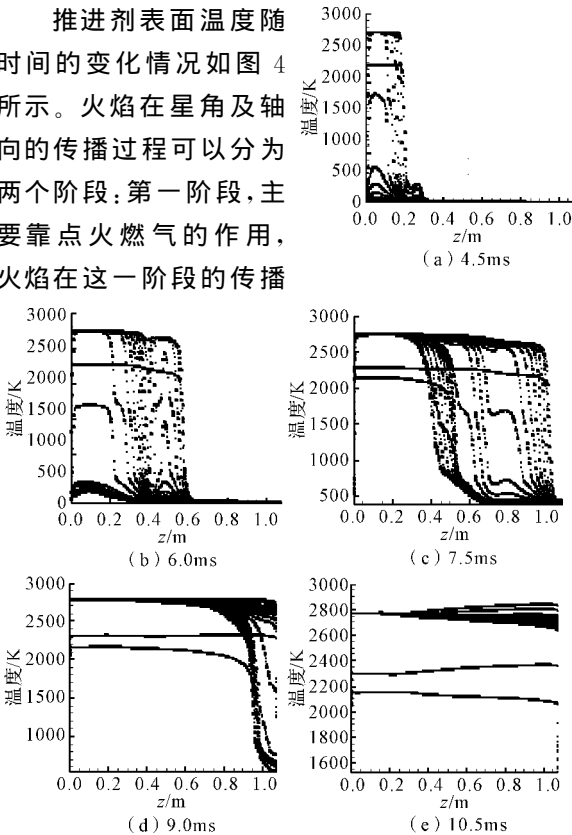 推进剂表面温度随
时间的变化情况如图 4
所示。火焰在星角及轴
向的传播过程可以分为
两个阶段:第一阶段,主
要靠点火燃气的作用,
火焰在这一阶段的传播
3000
2500
2000
1500
1000
500
0
温度/K
0.0 0.2 0.4 0.6 0.8 1.0
z/m
(a) 4.5ms
3000
2500
2000
1500
1000
500
0
温度/K
0.0 0.2 0.4 0.6 0.8 1.0
z/m
(b) 6.0ms
3000
2500
2000
1500
1000
500
温度/K
0.0 0.2 0.4 0.6 0.8 1.0
z/m
(c) 7.5ms
3000
2500
2000
1500
1000
温度/K
0.0 0.2 0.4 0.6 0.8 1.0
z/m
(d) 9.0ms
3000
2800
2600
2400
2200
2000
1800
1600
温度/K
0.0 0.2 0.4 0.6 0.8 1.0
z/m
(e) 10.5ms